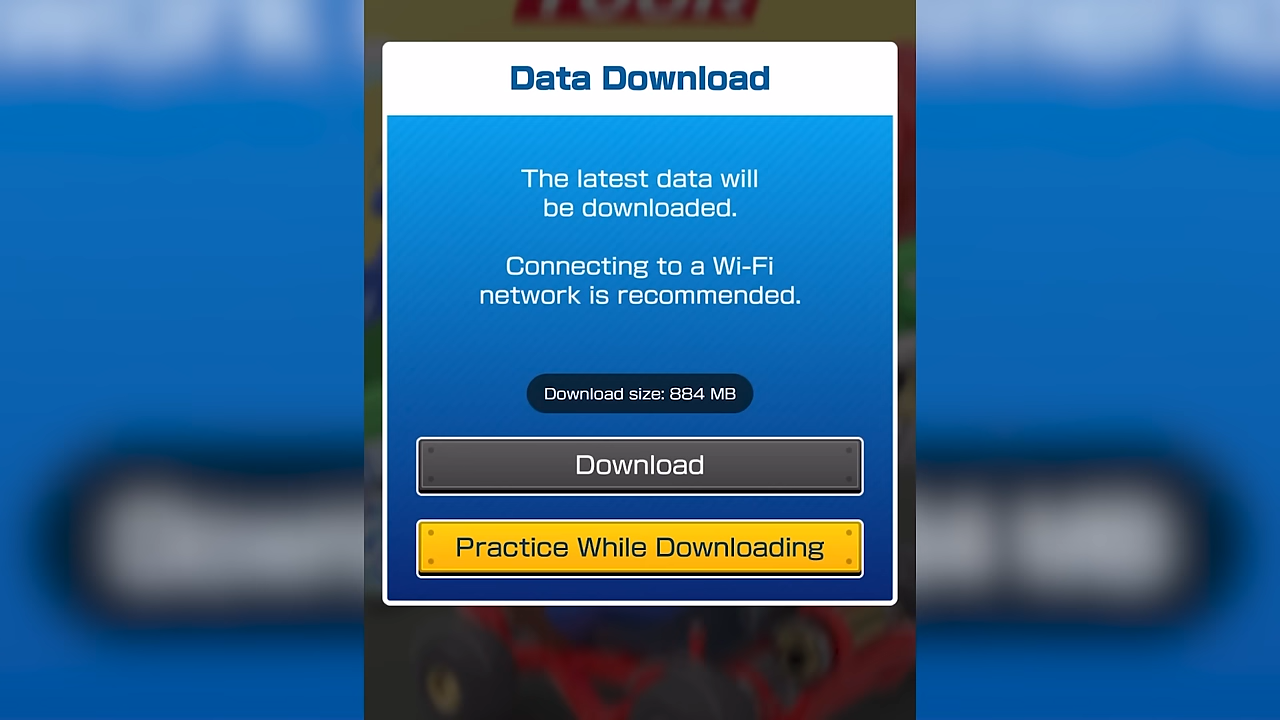 TOUR
Data Download
The latest data will
be downloaded.
Connecting to a Wi-Fi
network is recommended.
Download size: 884 MB
Download
Practice While Downloading